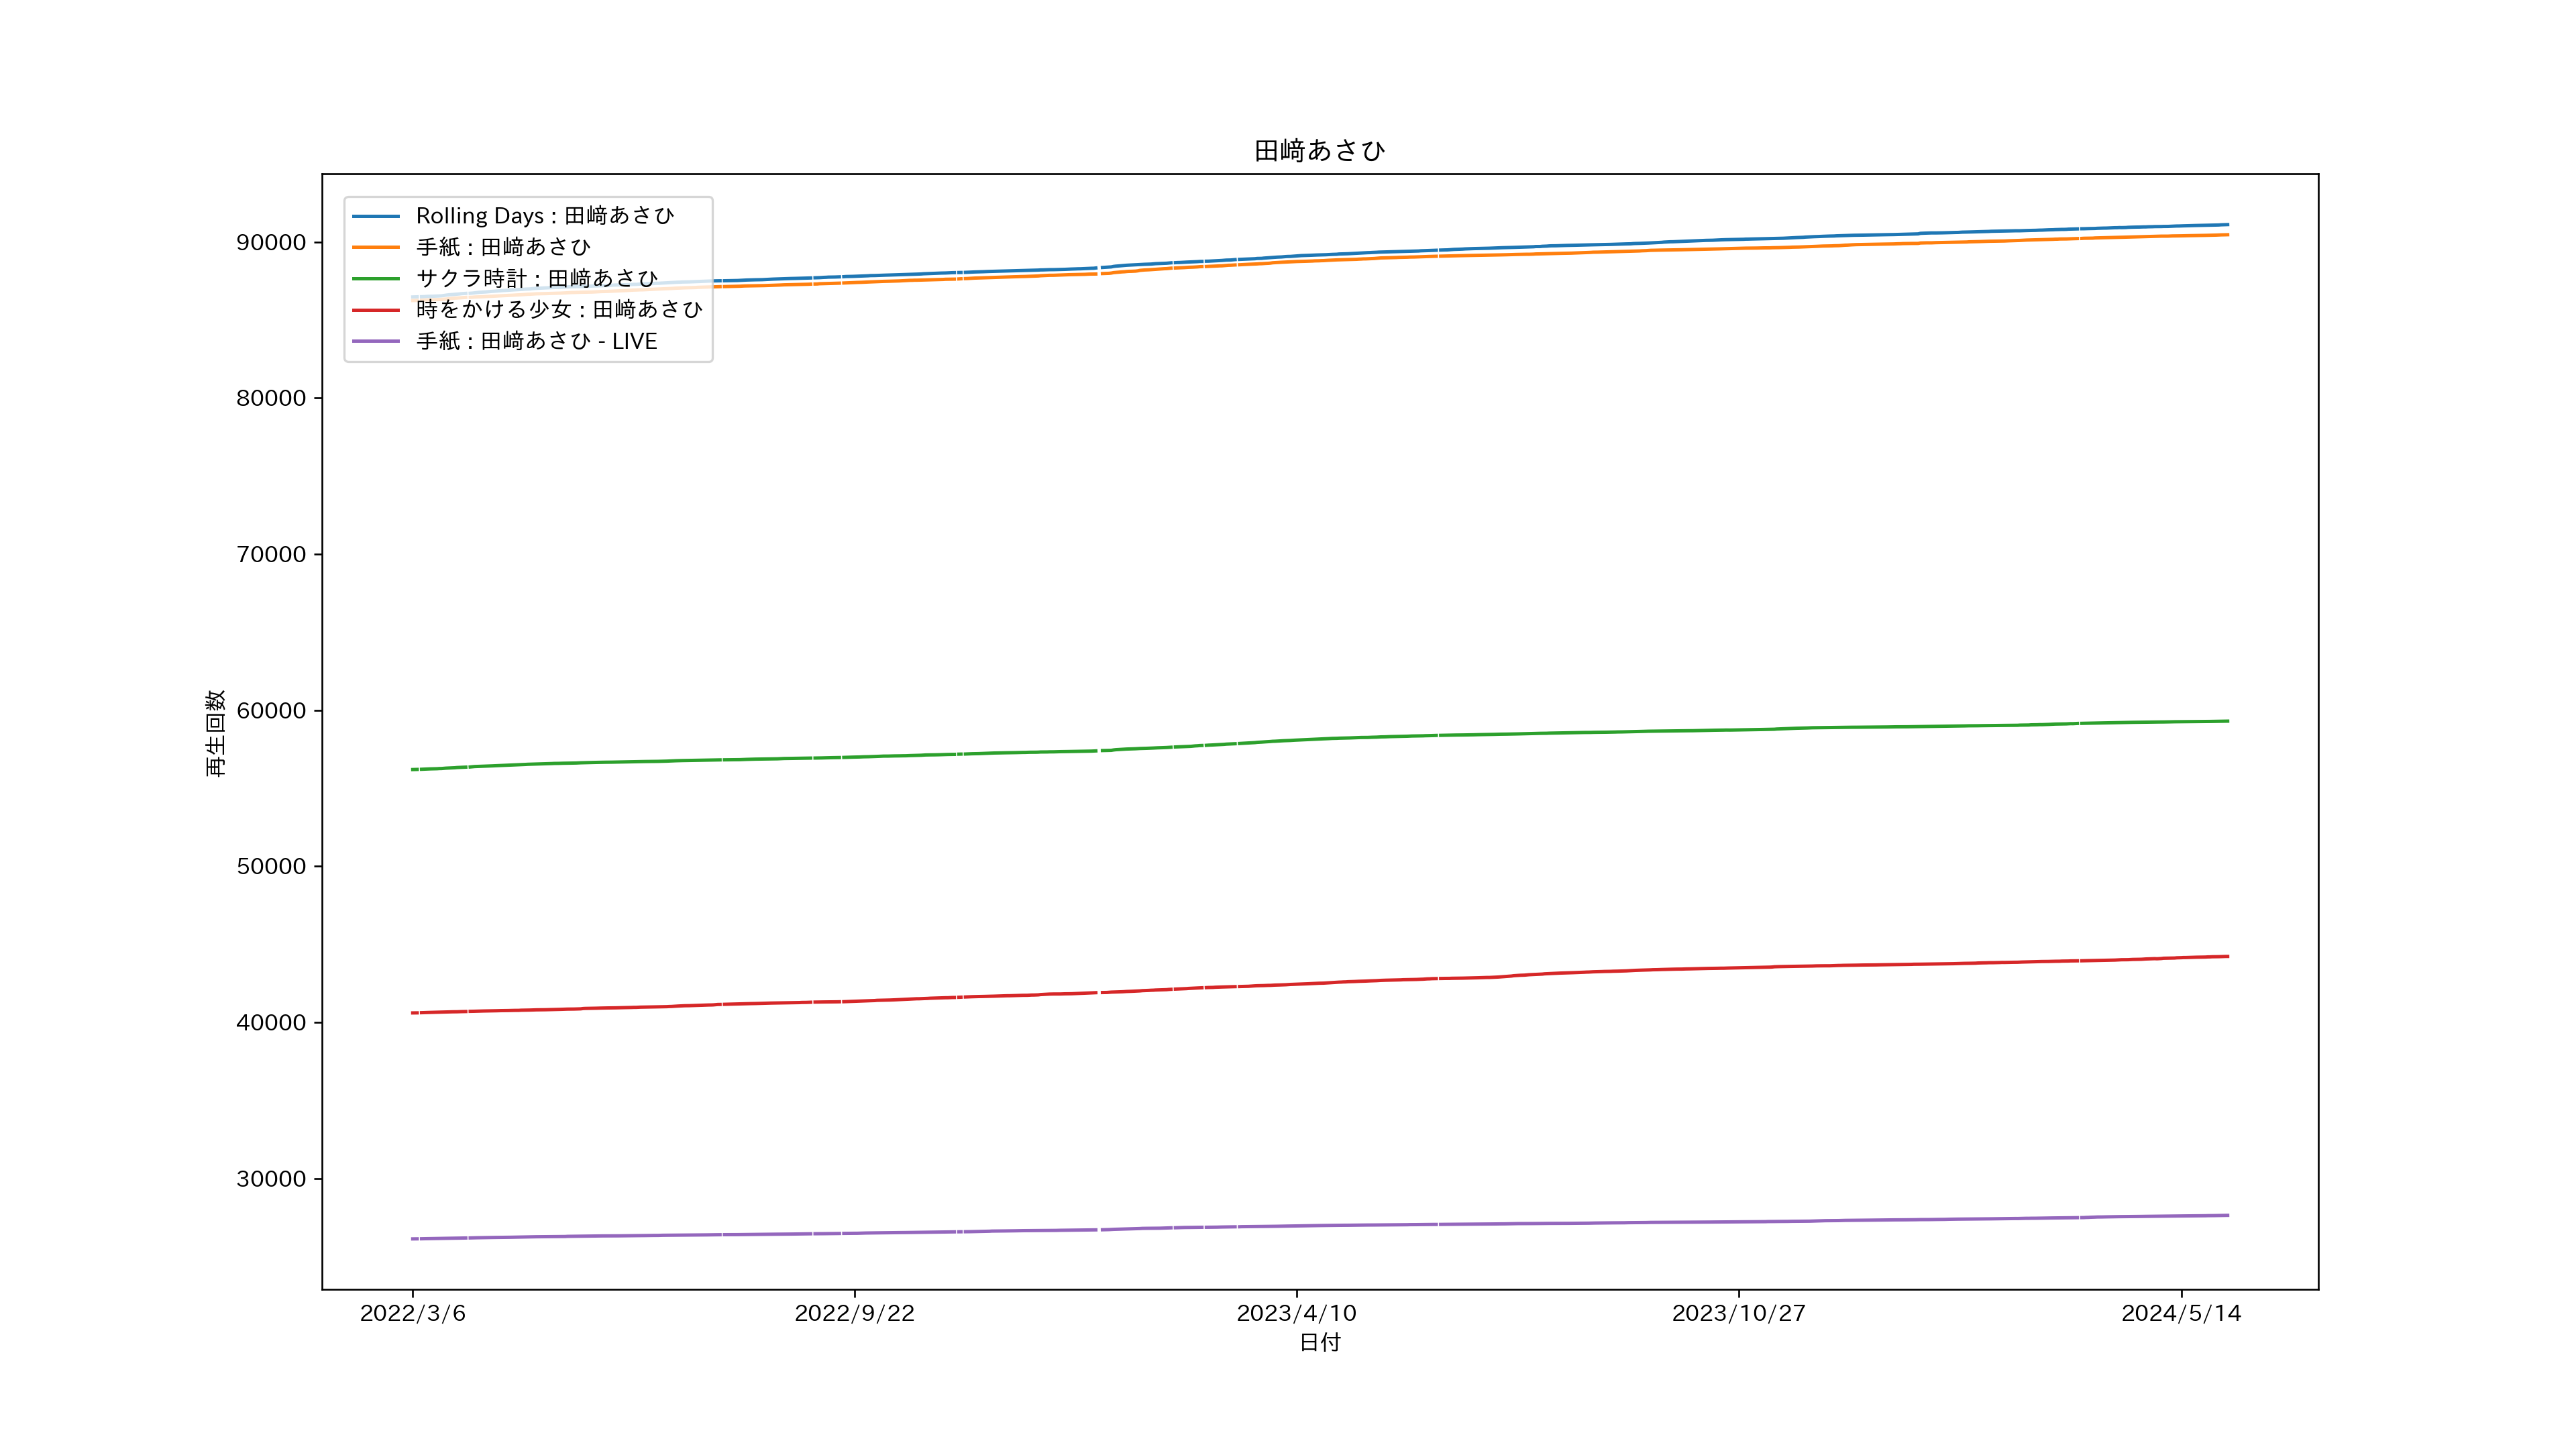 田﨑あさひ
Rolling Days : 田﨑あさひ
手紙 : 田﨑あさひ
サクラ時計 : 田﨑あさひ
時をかける少女 : 田﨑あさひ
手紙 : 田﨑あさひ - LIVE
90000
80000
70000
60000
50000
40000
30000
再生回数
2022/3/6
2022/9/22
2023/4/10
2023/10/27
2024/5/14
日付